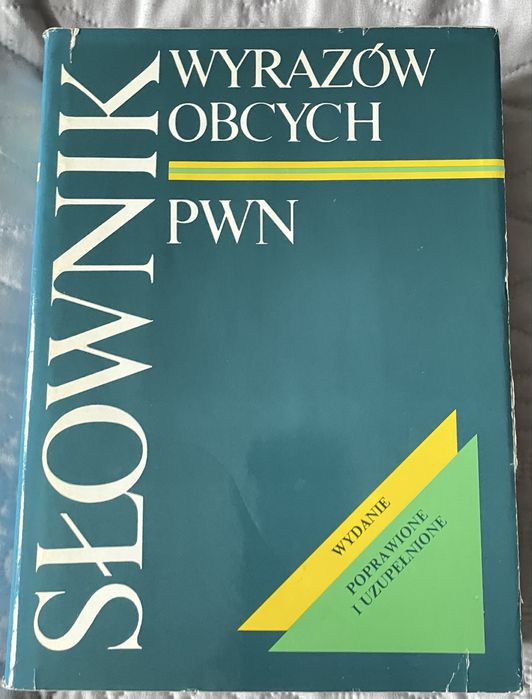 SŁOWNIK
WYRAZÓW
OBCYCH
PWN
WYDANIE
POPRAWIONE
I UZUPEŁNIONE